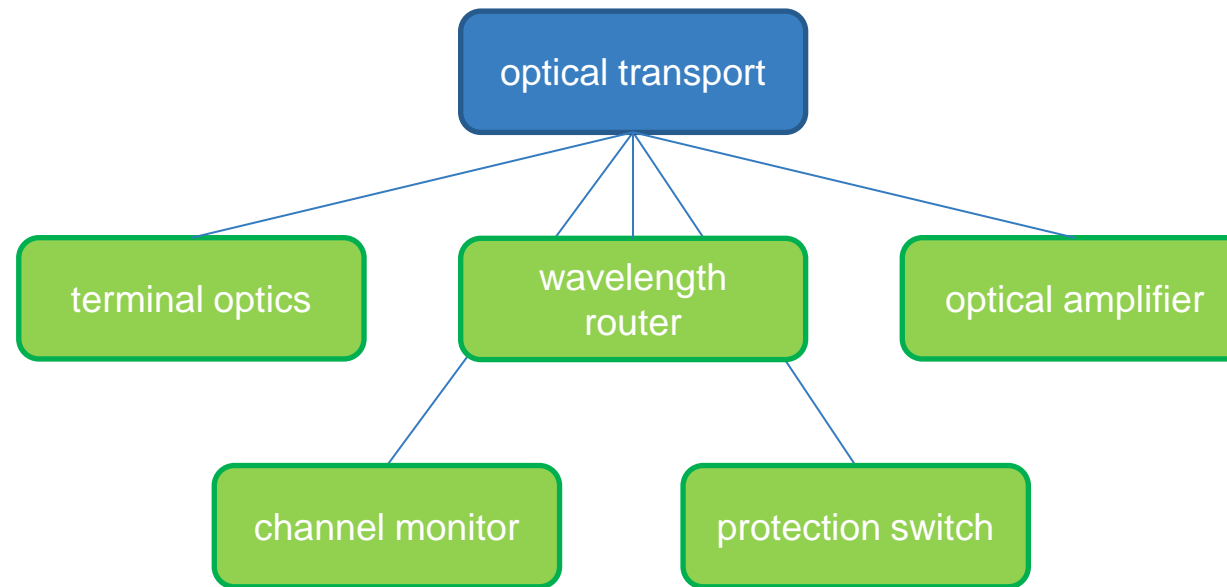 optical transport
terminal optics
wavelength
router
optical amplifier
channel monitor
protection switch